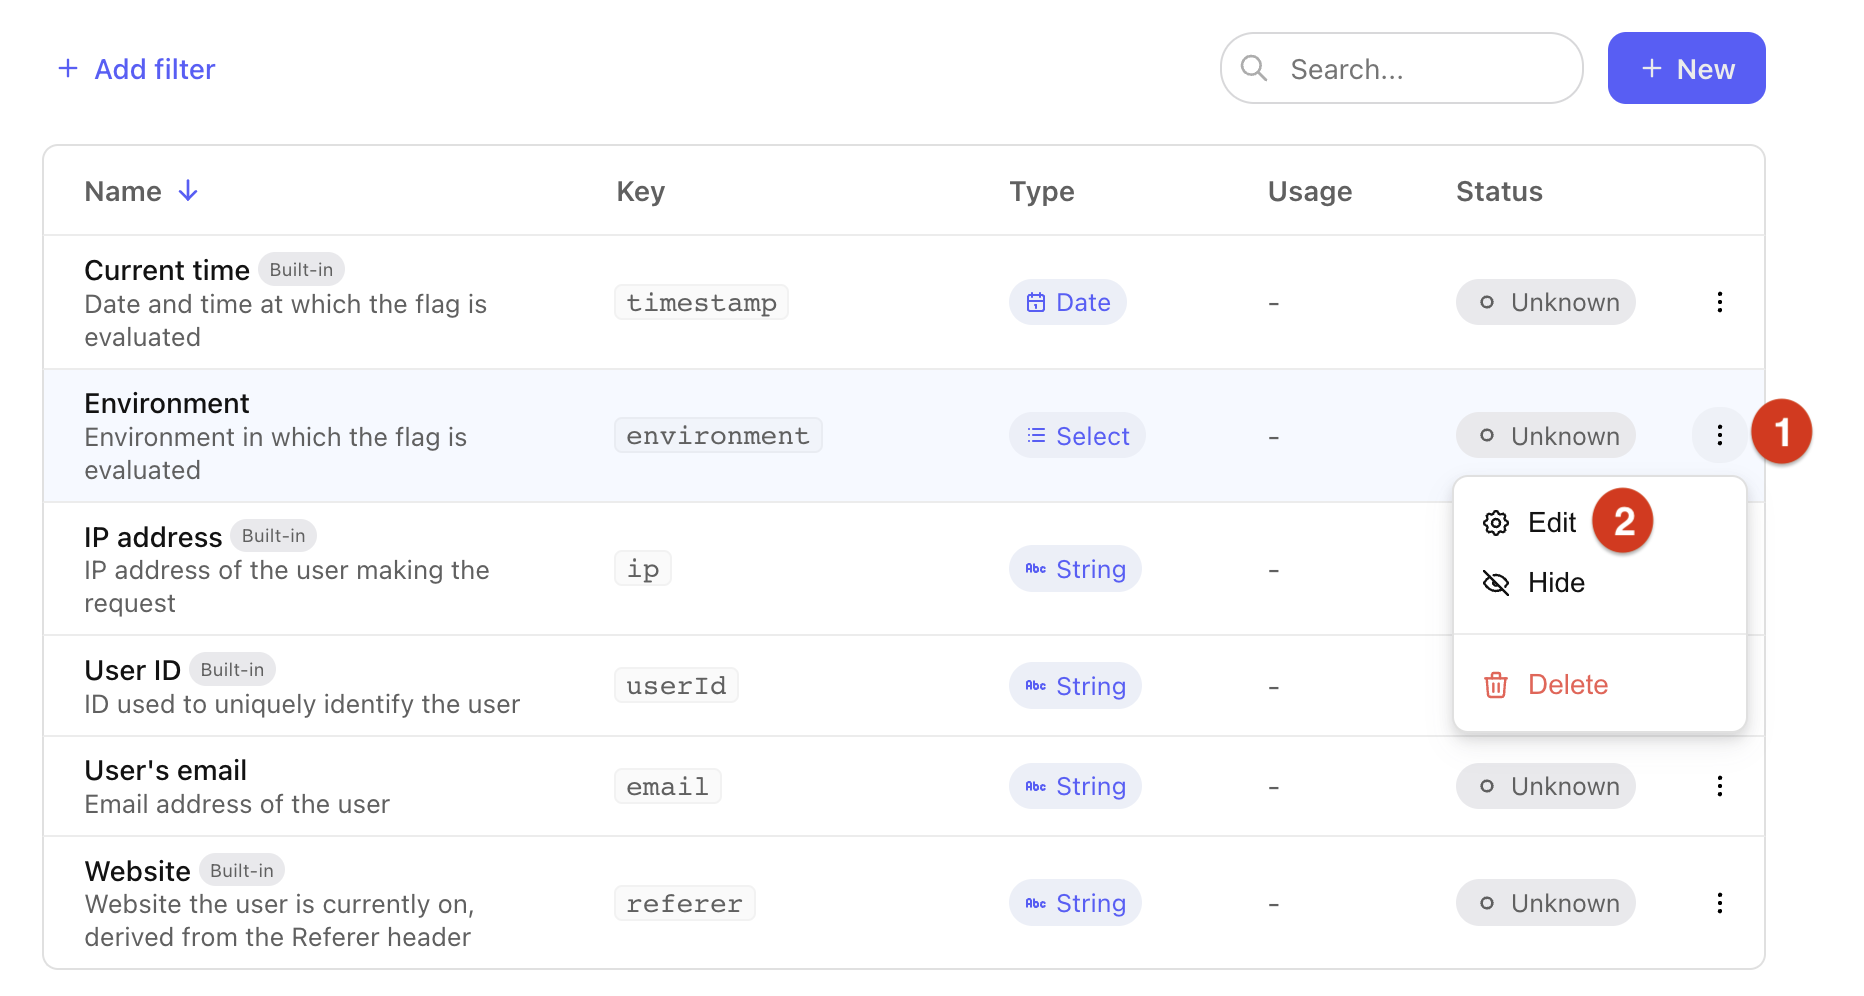 + Add filter
Search...
+ New
Name ↓ Key Type Usage Status
Current time Built-in
Date and time at which the flag is
evaluated
timestamp
Date
-
Unknown
Environment
Environment in which the flag is
evaluated
environment
Select
-
Unknown
1
Edit 2
Hide
Delete
IP address Built-in
IP address of the user making the
request
ip
Abc String
-
User ID Built-in
ID used to uniquely identify the user
userId
Abc String
-
User's email
Email address of the user
email
Abc String
-
Unknown
Website Built-in
Website the user is currently on,
derived from the Referer header
referer
Abc String
-
Unknown